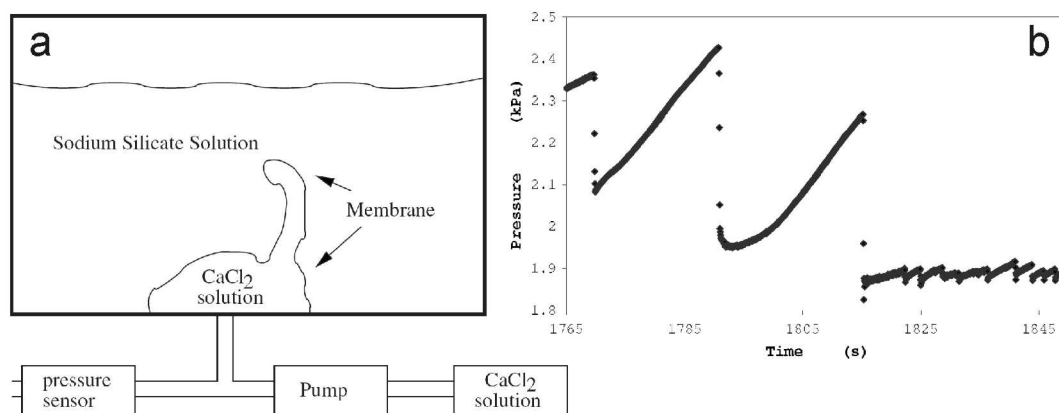 a
Sodium Silicate Solution
Membrane
CaCl2
solution
pressure
sensor
Pump
CaCl2
solution
b
2.5
2.4
2.3
2.2
2.1
2
1.9
1.8
Pressure (kPa)
1765 1785 1805 1825 1845
Time (s)